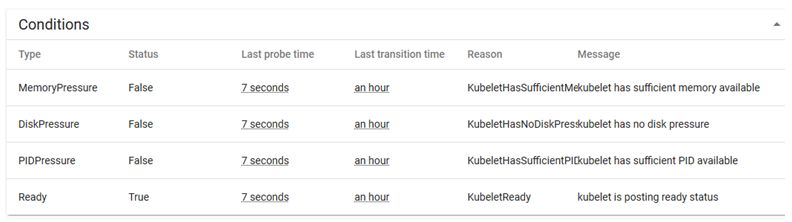 Conditions
Type Status Last probe time Last transition time Reason Message
MemoryPressure False 7 seconds an hour KubeletHasSufficientMe kubelet has sufficient memory available
DiskPressure False 7 seconds an hour KubeletHasNoDiskPres kubelet has no disk pressure
PIDPressure False 7 seconds an hour KubeletHasSufficientPI kubelet has sufficient PID available
Ready True 7 seconds an hour KubeletReady kubelet is posting ready status